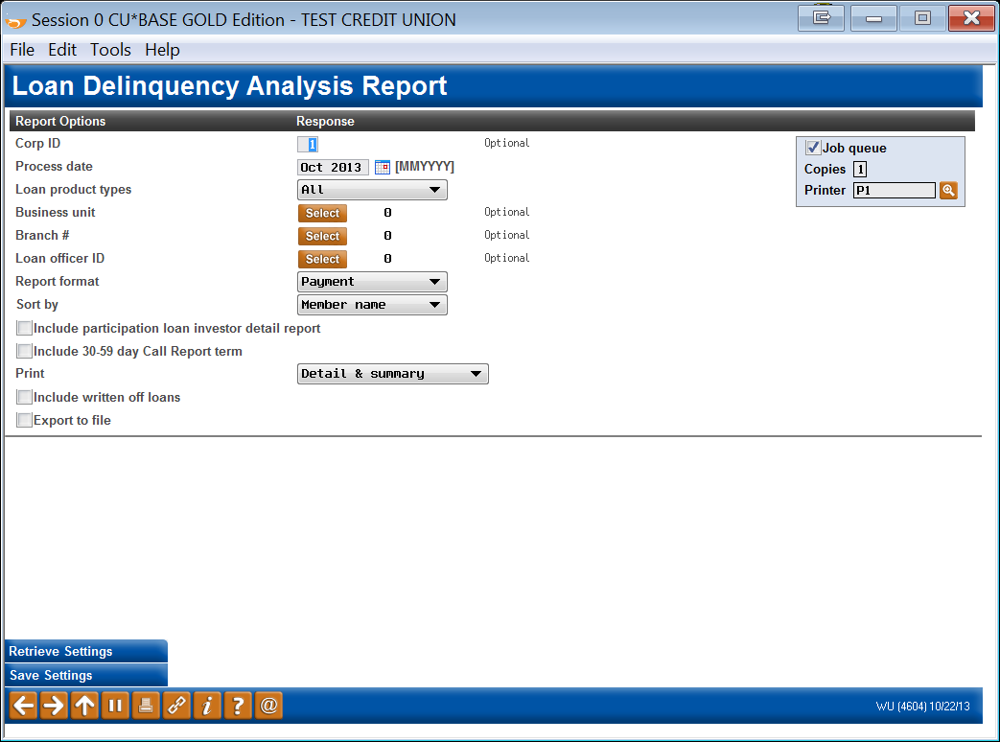 Session 0 CU*BASE GOLD Edition - TEST CREDIT UNION
File Edit Tools Help
Loan Delinquency Analysis Report
Report Options Response
Corp ID 1 Optional
Job queue
Process date Oct 2013 [MMYYYY]
Copies 1
Loan product types All
Printer P1
Business unit Select 0 Optional
Branch # Select 0 Optional
Loan officer ID Select 0 Optional
Report format Payment
Sort by Member name
Include participation loan investor detail report
Include 30-59 day Call Report term
Print Detail & summary
Include written off loans
Export to file
Retrieve Settings
Save Settings
i ? @ WU (4604) 10/22/13